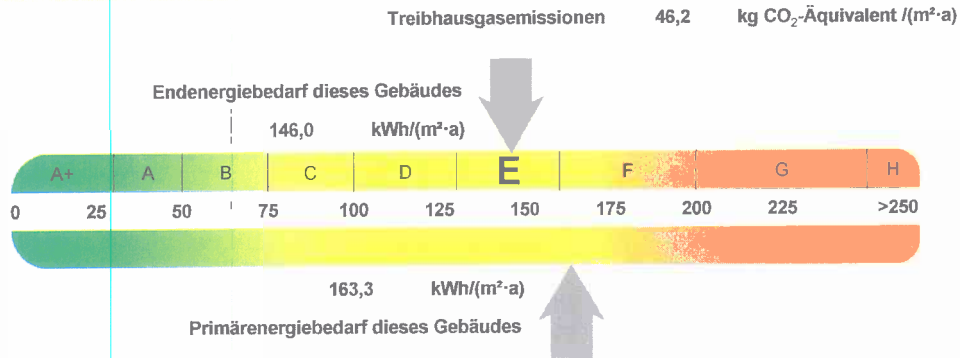 Treibhausgasemissionen 46,2 kg CO₂-Äquivalent /(m²·a)
Endenergiebedarf dieses Gebäudes
146,0 kWh/(m²·a)
A+ A B C D E F G H
0 25 50 75 100 125 150 175 200 225 >250
163,3 kWh/(m²·a)
Primärenergiebedarf dieses Gebäudes